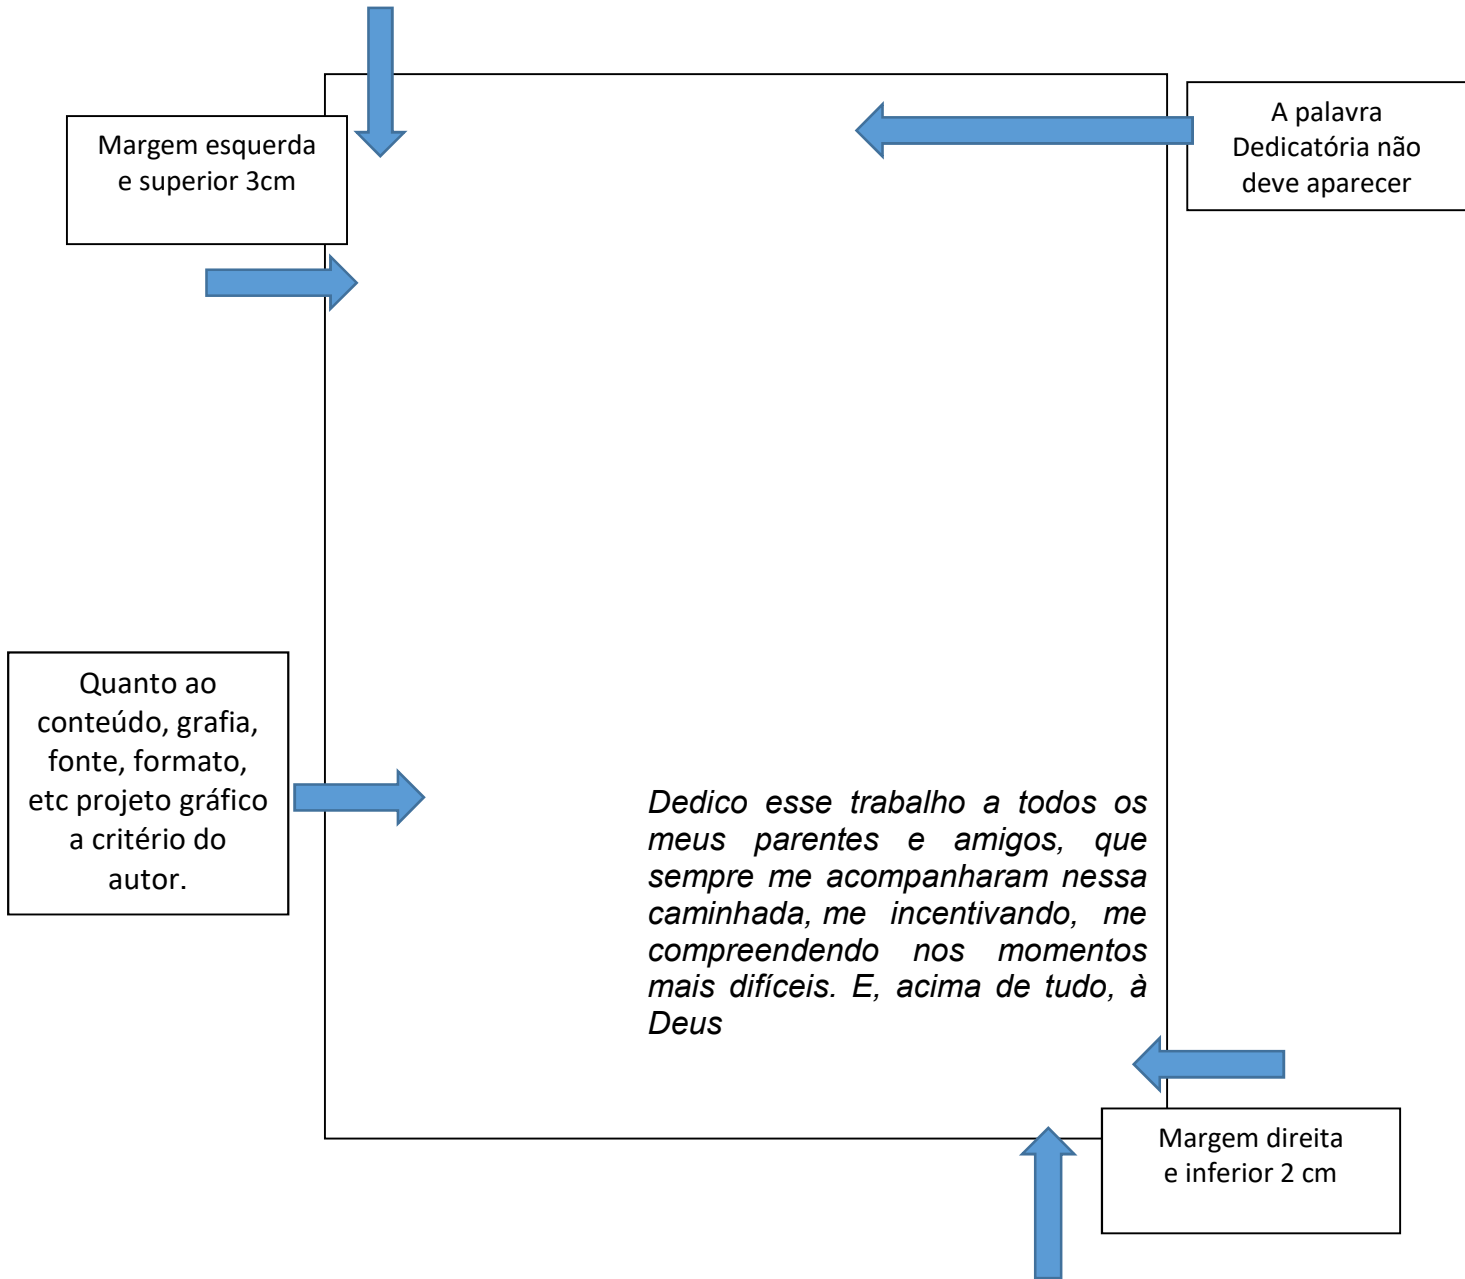 Margem esquerda
e superior 3cm
A palavra
Dedicatória não
deve aparecer
Quanto ao
conteúdo, grafia,
fonte, formato,
etc projeto gráfico
a critério do
autor.
Dedico esse trabalho a todos os
meus parentes e amigos, que
sempre me acompanharam nessa
caminhada, me incentivando, me
compreendendo nos momentos
mais difíceis. E, acima de tudo, à
Deus
Margem direita
e inferior 2 cm